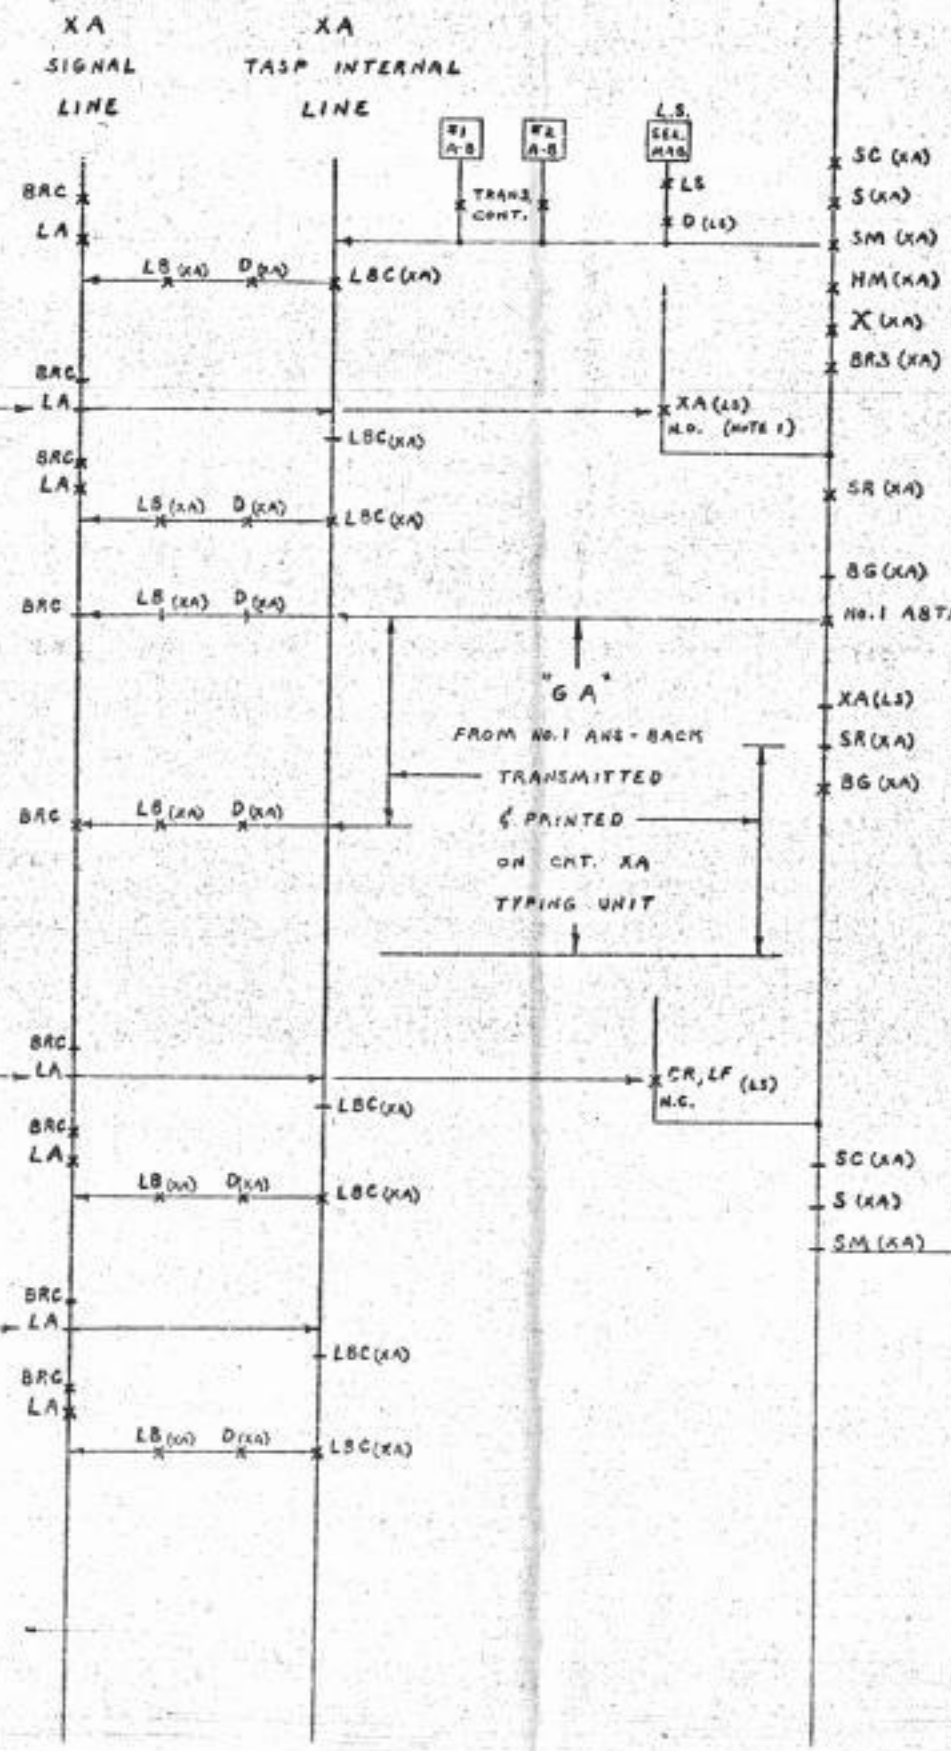 XA
SIGNAL
LINE
XA
TASP INTERNAL
LINE
#1
A-B
#2
A-B
L.S.
SEL.
MAG.
TRANS.
CONT.
LS
D (LS)
SC (XA)
S (XA)
SM (XA)
HM (XA)
X (XA)
BRS (XA)
BRC
LA
LB (XA) D (XA) LBC (XA)
BRC
LA
XA (LS)
N.O. (NOTE 1)
LBC (XA)
BRC
LA
LB (XA) D (XA) LBC (XA)
SR (XA)
BG (XA)
BRC LB (XA) D (XA)
NO. 1 ABT
"GA"
FROM NO. 1 ANS-BACK
TRANSMITTED
& PRINTED
ON CNT. XA
TYPING UNIT
XA (LS)
SR (XA)
BG (XA)
BRC LB (XA) D (XA)
BRC
LA
CR, LF (LS)
N.C.
LBC (XA)
BRC
LA
LB (XA) D (XA) LBC (XA)
SC (XA)
S (XA)
SM (XA)
BRC
LA
LBC (XA)
BRC
LA
LB (XA) D (XA) LBC (XA)